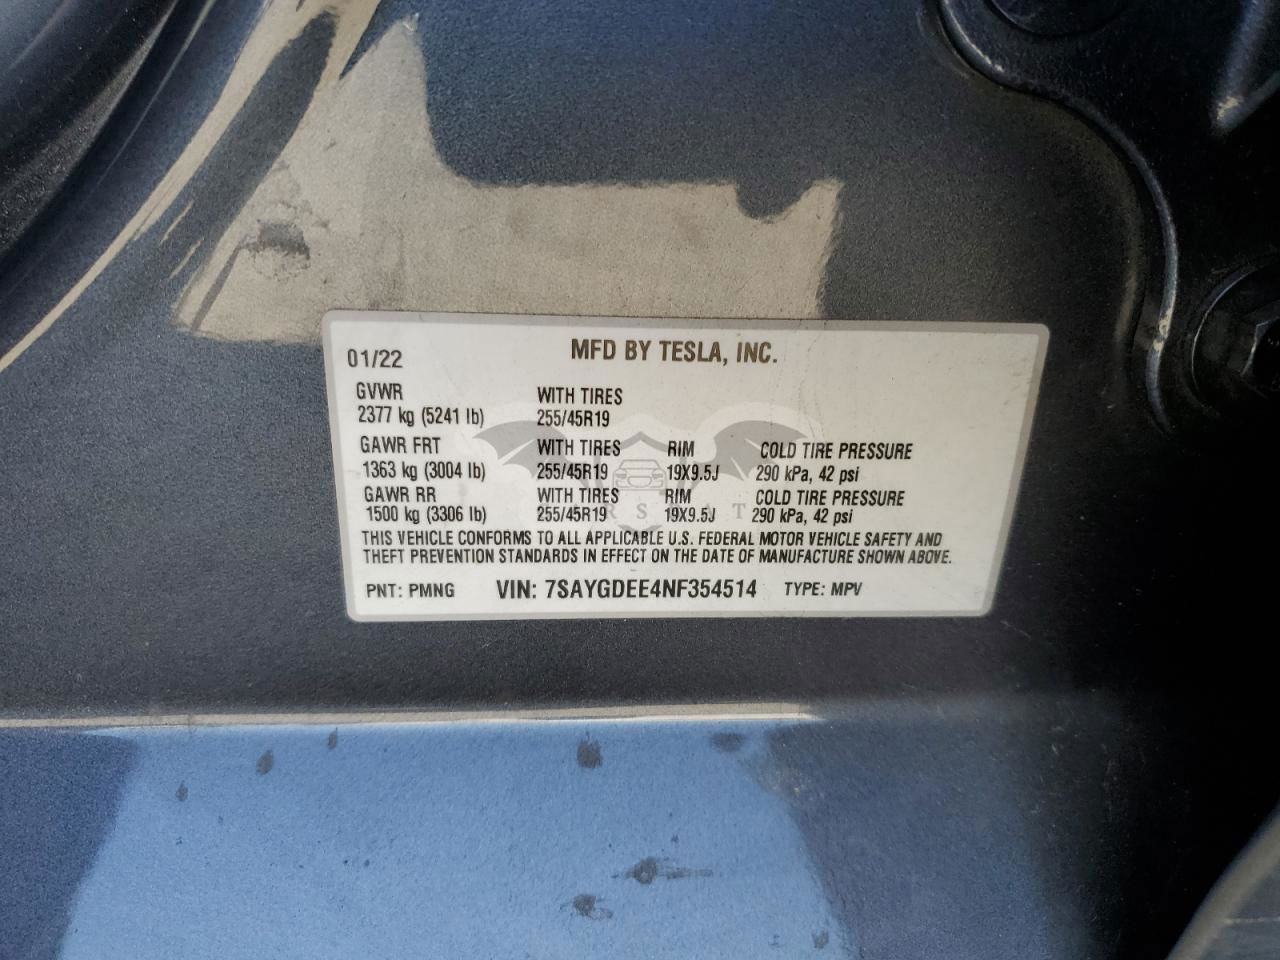 01/22 MFD BY TESLA, INC.
GVWR WITH TIRES
2377 kg (5241 lb) 255/45R19
GAWR FRT WITH TIRES RIM COLD TIRE PRESSURE
1363 kg (3004 lb) 255/45R19 19X9.5J 290 kPa, 42 psi
GAWR RR WITH TIRES RIM COLD TIRE PRESSURE
1500 kg (3306 lb) 255/45R19 19X9.5J 290 kPa, 42 psi
THIS VEHICLE CONFORMS TO ALL APPLICABLE U.S. FEDERAL MOTOR VEHICLE SAFETY AND
THEFT PREVENTION STANDARDS IN EFFECT ON THE DATE OF MANUFACTURE SHOWN ABOVE.
PNT: PMNG VIN: 7SAYGDEE4NF354514 TYPE: MPV